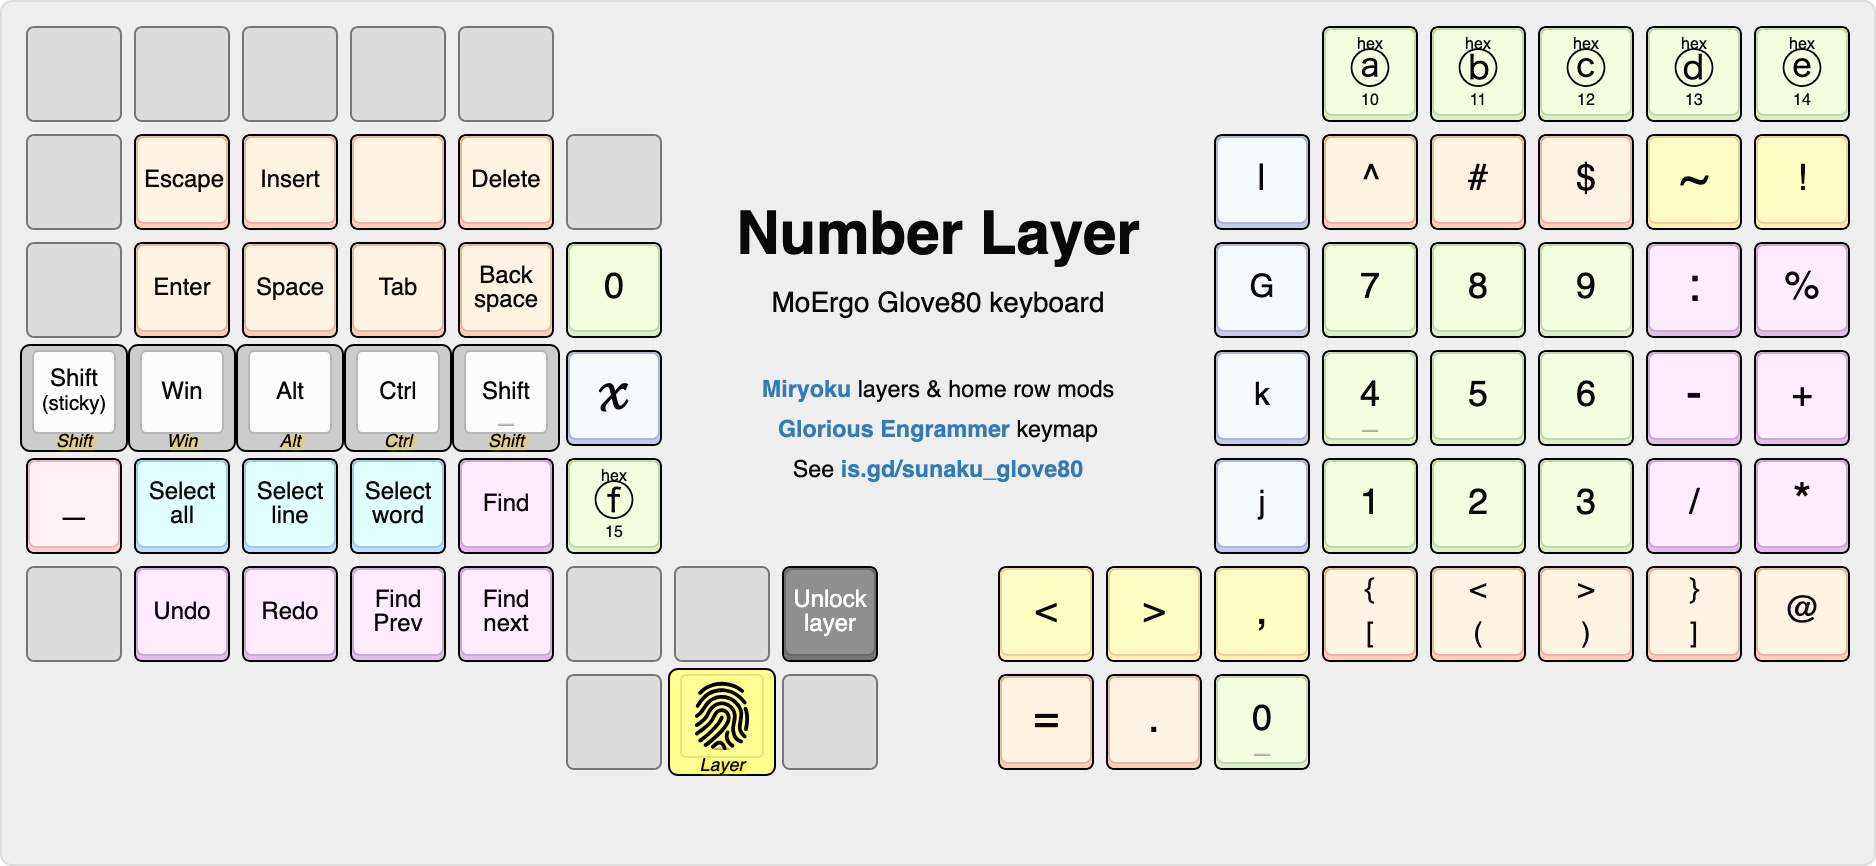 hex hex hex hex hex
ⓐ ⓑ ⓒ ⓓ ⓔ
10 11 12 13 14
Escape Insert Delete
l ^ # $ ~ !
Number Layer
MoErgo Glove80 keyboard
Enter Space Tab Back
space
0
G 7 8 9 : %
Shift
(sticky)
Win Alt Ctrl Shift
_
x
Shift Win Alt Ctrl Shift
Miryoku layers & home row mods
Glorious Engrammer keymap
See is.gd/sunaku_glove80
k 4 5 6 - +
_
_
Select
all
Select
line
Select
word
Find
hex
ⓕ
15
j 1 2 3 / *
Undo Redo
Find
Prev
Find
next
Unlock
layer
< > ,
{ < > }
[ ( ) ]
@
Layer
= . 0
_